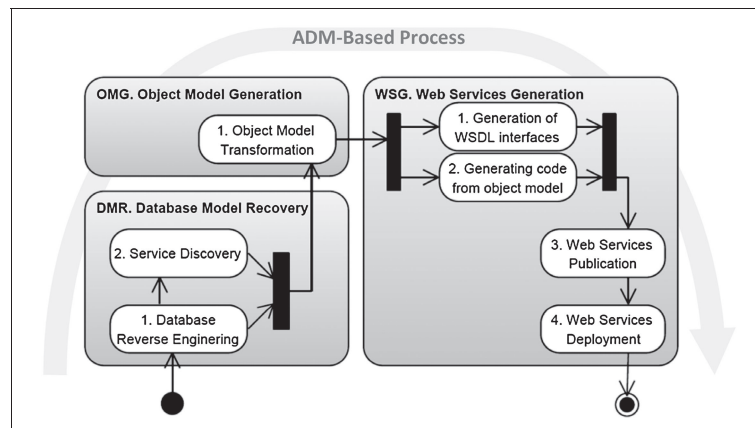 ADM-Based Process
OMG. Object Model Generation
1. Object Model
Transformation
DMR. Database Model Recovery
2. Service Discovery
1. Database
Reverse Enginering
WSG. Web Services Generation
1. Generation of
WSDL interfaces
2. Generating code
from object model
3. Web Services
Publication
4. Web Services
Deployment